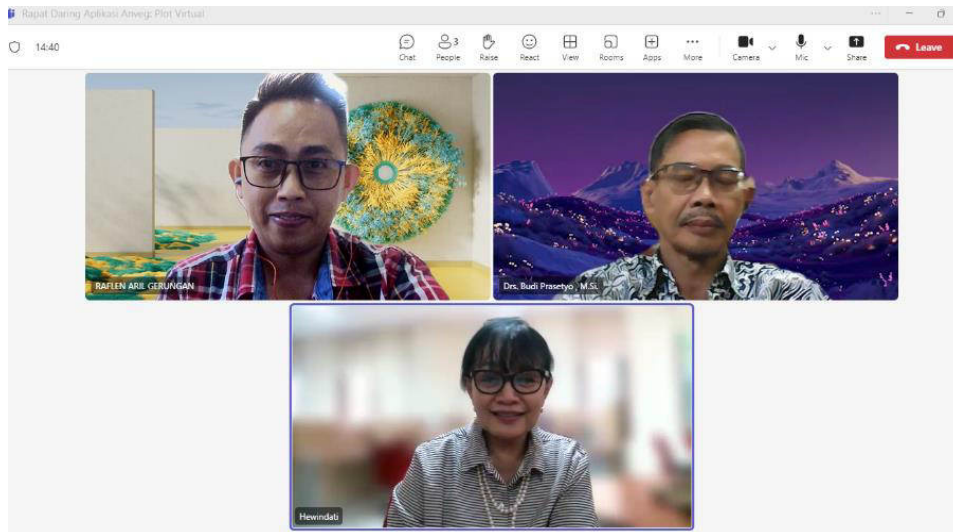 Rapat Daring Aplikasi Anveg: Plot Virtual
14:40
Chat
3
People
Raise
React
View
Rooms
Apps
More
Camera
Mic
Share
Leave
RAFLEN ARIL GERUNGAN
Drs. Budi Prasetyo , M.Si.
Hewindati